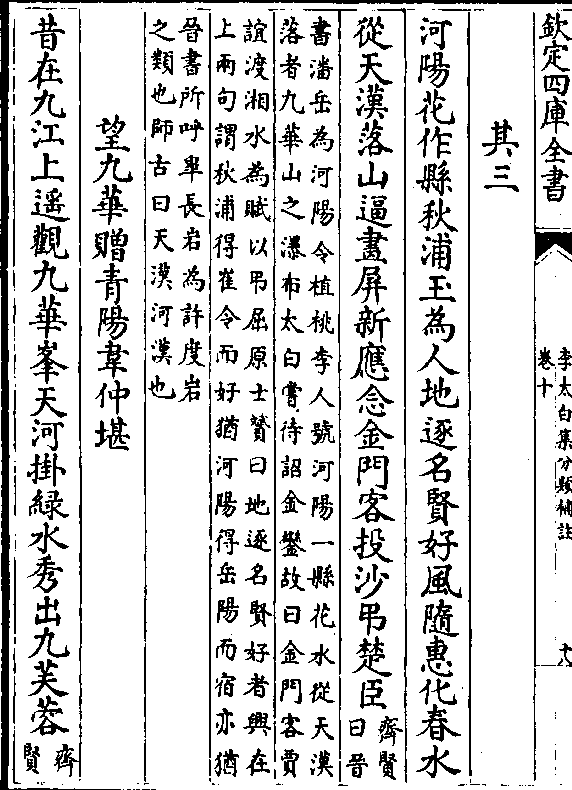 欽定四庫全書
李太白集分類補註
卷十
十八
其三
河陽花作縣秋浦玉為人地逐名賢好風隨惠化春水
從天漢落山逼畫屏新應念金門客投沙吊楚臣
齊賢
曰晉
書潘岳為河陽令植桃李人號河陽一縣花水從天漢
落者九華山之瀑布太白嘗待詔金鑾故曰金門客賈
誼渡湘水為賦以吊屈原士贇曰地逐名賢好者興在
上兩句謂秋浦得崔令而好猶河陽得岳陽而宿亦猶
晉書所呼率長岩為許度岩
之類也師古曰天漢河漢也
望九華贈青陽韋仲堪
昔在九江上遥觀九華峯天河掛緑水秀出九芙蓉
齊
賢